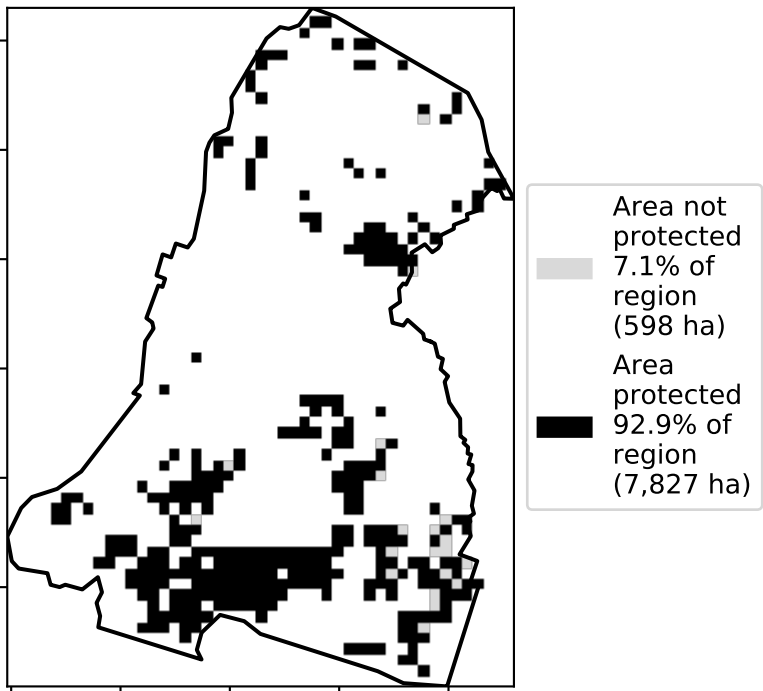 Area not
protected
7.1% of
region
(598 ha)
Area
protected
92.9% of
region
(7,827 ha)